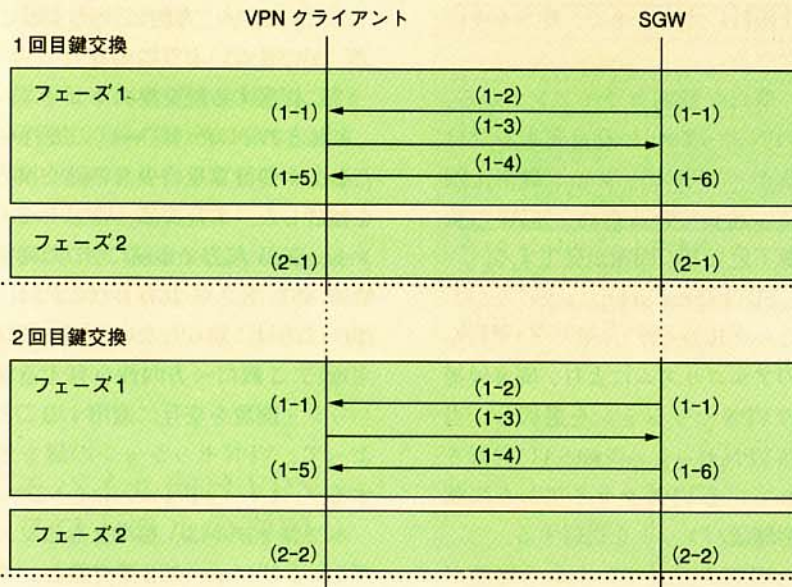 VPN クライアント SGW
1回目鍵交換
フェーズ1
(1-1) (1-2) (1-1)
(1-3)
(1-4)
(1-5) (1-6)
フェーズ2
(2-1) (2-1)
2回目鍵交換
フェーズ1
(1-1) (1-2) (1-1)
(1-3)
(1-4)
(1-5) (1-6)
フェーズ2
(2-2) (2-2)